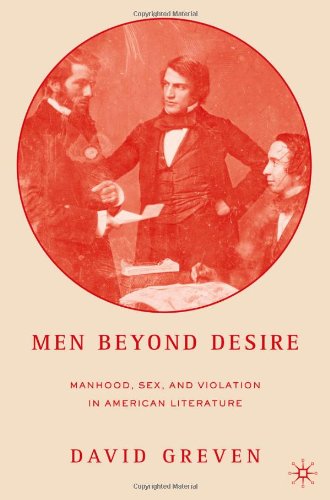 MEN BEYOND DESIRE
MANHOOD, SEX, AND VIOLATION
IN AMERICAN LITERATURE
DAVID GREVEN